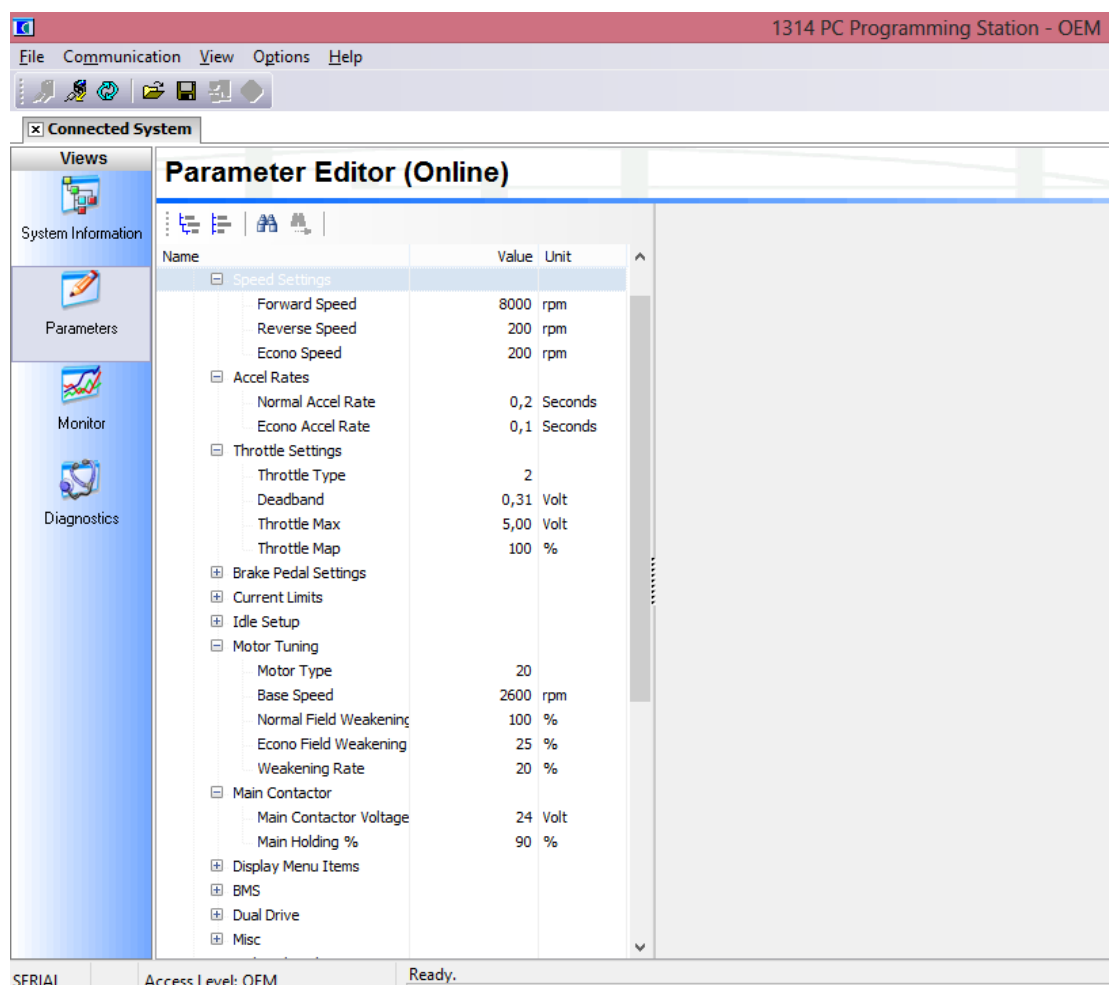 1314 PC Programming Station - OEM
File Communication View Options Help
Connected System
Views
System Information
Parameters
Monitor
Diagnostics
Parameter Editor (Online)
Name Value Unit
Speed Settings
Forward Speed 8000 rpm
Reverse Speed 200 rpm
Econo Speed 200 rpm
Accel Rates
Normal Accel Rate 0,2 Seconds
Econo Accel Rate 0,1 Seconds
Throttle Settings
Throttle Type 2
Deadband 0,31 Volt
Throttle Max 5,00 Volt
Throttle Map 100 %
Brake Pedal Settings
Current Limits
Idle Setup
Motor Tuning
Motor Type 20
Base Speed 2600 rpm
Normal Field Weakening 100 %
Econo Field Weakening 25 %
Weakening Rate 20 %
Main Contactor
Main Contactor Voltage 24 Volt
Main Holding % 90 %
Display Menu Items
BMS
Dual Drive
Misc
SERIAL Access Level: OEM Ready.